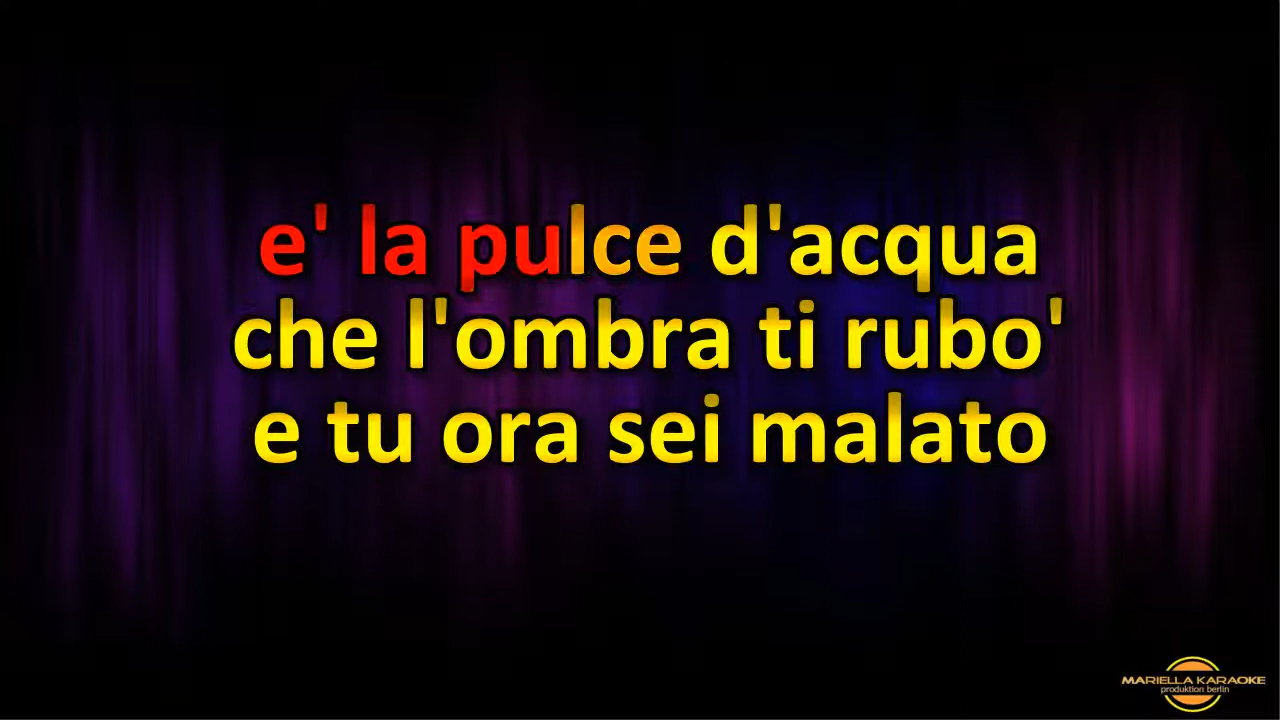 e' la pulce d'acqua
che l'ombra ti rubo'
e tu ora sei malato
MARIELLA KARAOKE
produktion berlin